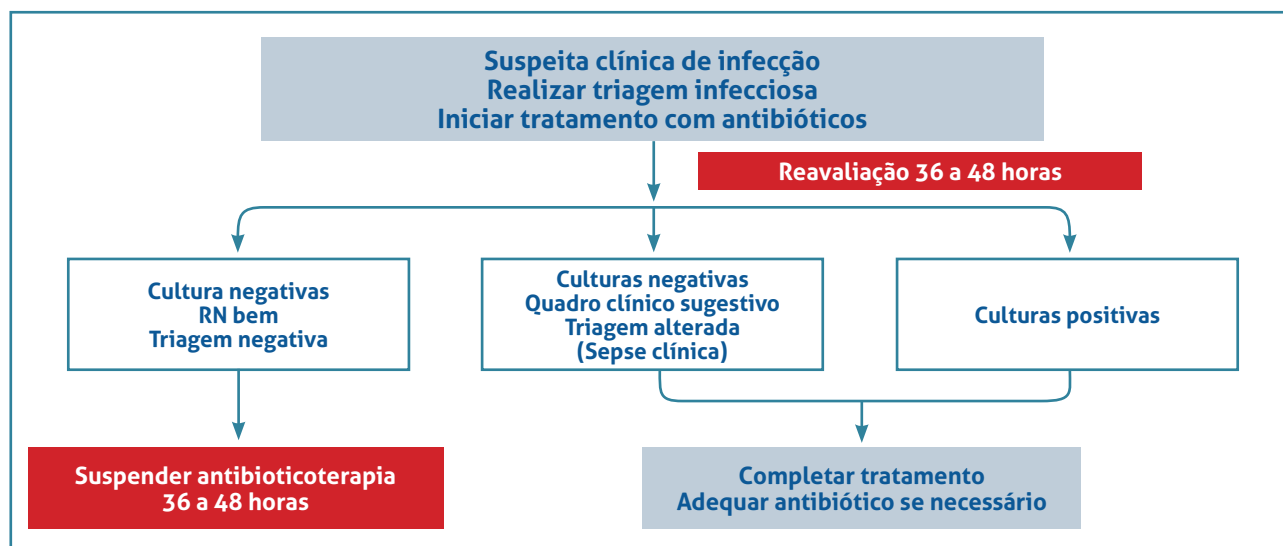 Suspeita clínica de infecção
Realizar triagem infecciosa
Iniciar tratamento com antibióticos
Reavaliação 36 a 48 horas
Cultura negativas
RN bem
Triagem negativa
Culturas negativas
Quadro clínico sugestivo
Triagem alterada
(Sepse clínica)
Culturas positivas
Suspender antibioticoterapia
36 a 48 horas
Completar tratamento
Adequar antibiótico se necessário